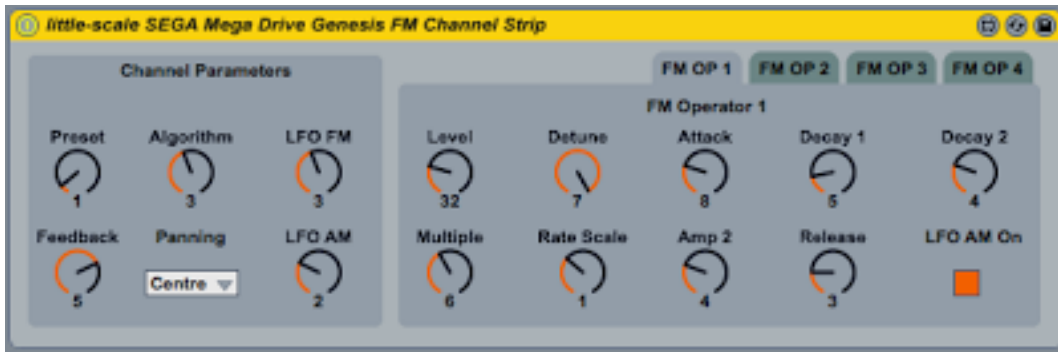 little-scale SEGA Mega Drive Genesis FM Channel Strip
Channel Parameters
FM OP 1 FM OP 2 FM OP 3 FM OP 4
FM Operator 1
Preset Algorithm LFO FM Level Detune Attack Decay 1 Decay 2
1 3 3 32 7 8 5 4
Feedback Panning LFO AM Multiple Rate Scale Amp 2 Release LFO AM On
Centre
5 2 6 1 4 3